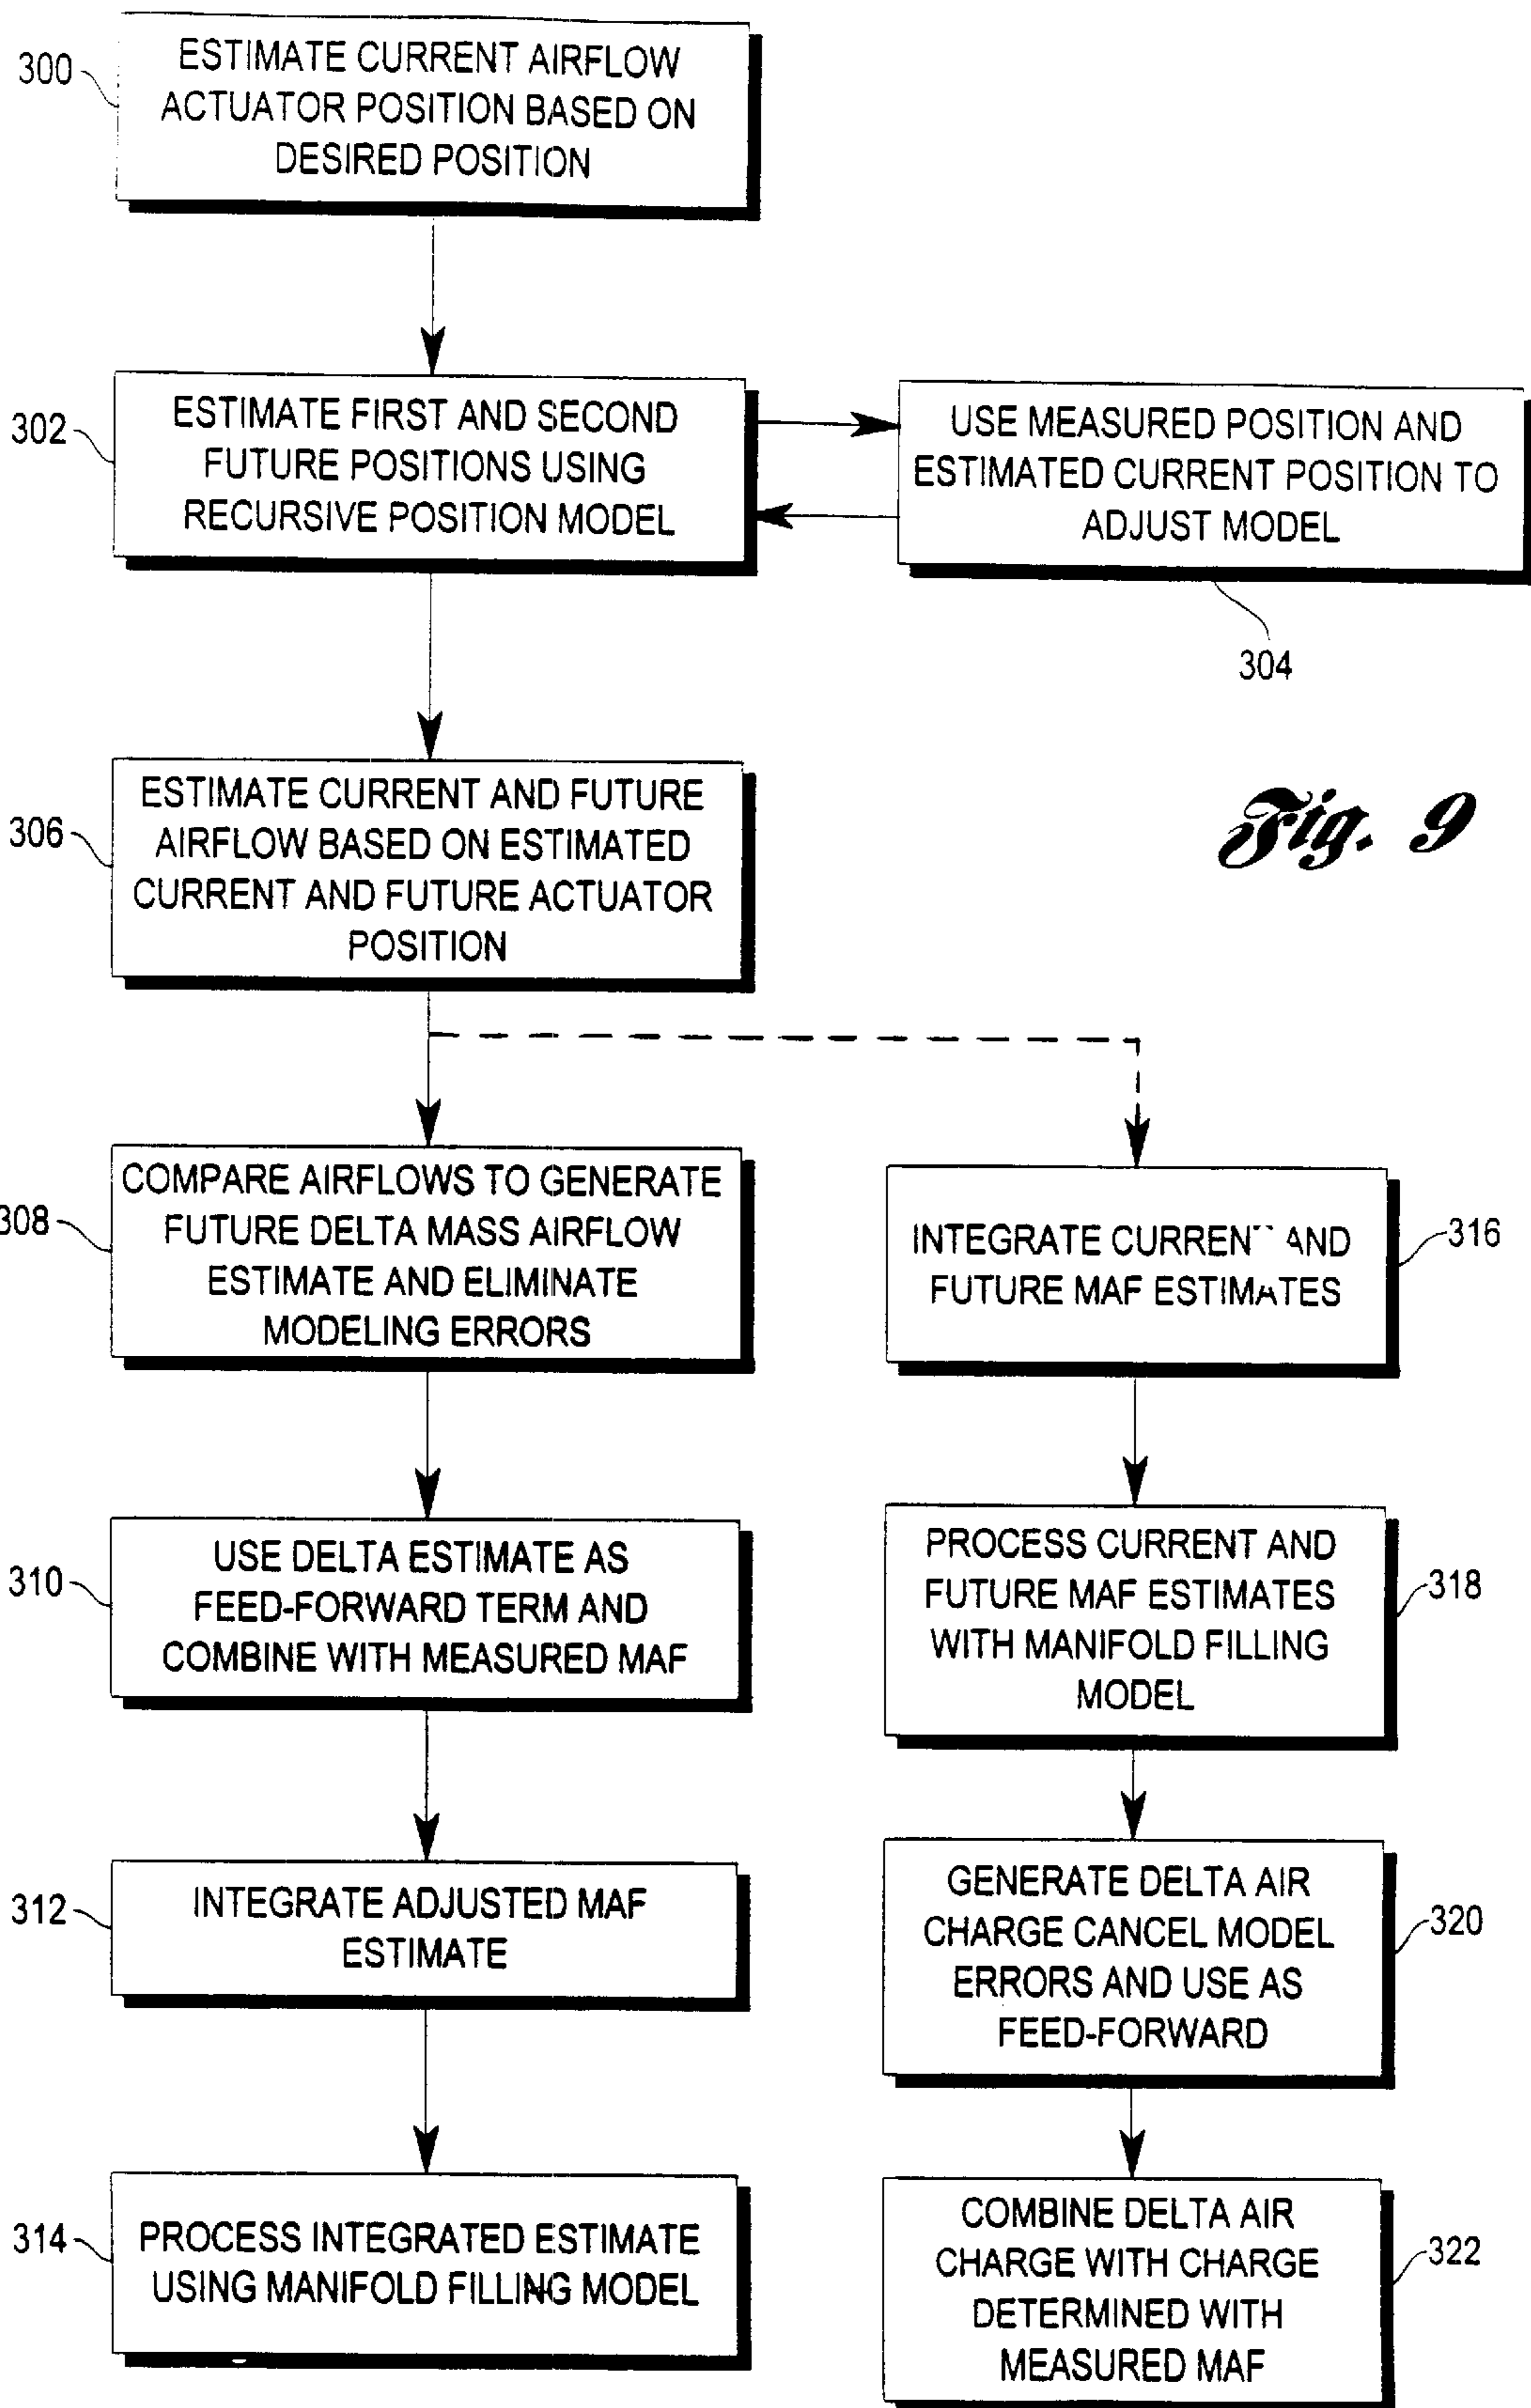 300
ESTIMATE CURRENT AIRFLOW
ACTUATOR POSITION BASED ON
DESIRED POSITION
302
ESTIMATE FIRST AND SECOND
FUTURE POSITIONS USING
RECURSIVE POSITION MODEL
USE MEASURED POSITION AND
ESTIMATED CURRENT POSITION TO
ADJUST MODEL
304
306
ESTIMATE CURRENT AND FUTURE
AIRFLOW BASED ON ESTIMATED
CURRENT AND FUTURE ACTUATOR
POSITION
Fig. 9
308
COMPARE AIRFLOWS TO GENERATE
FUTURE DELTA MASS AIRFLOW
ESTIMATE AND ELIMINATE
MODELING ERRORS
INTEGRATE CURRENT AND
FUTURE MAF ESTIMATES
316
310
USE DELTA ESTIMATE AS
FEED-FORWARD TERM AND
COMBINE WITH MEASURED MAF
PROCESS CURRENT AND
FUTURE MAF ESTIMATES
WITH MANIFOLD FILLING
MODEL
318
312
INTEGRATE ADJUSTED MAF
ESTIMATE
GENERATE DELTA AIR
CHARGE CANCEL MODEL
ERRORS AND USE AS
FEED-FORWARD
320
314
PROCESS INTEGRATED ESTIMATE
USING MANIFOLD FILLING MODEL
COMBINE DELTA AIR
CHARGE WITH CHARGE
DETERMINED WITH
MEASURED MAF
322